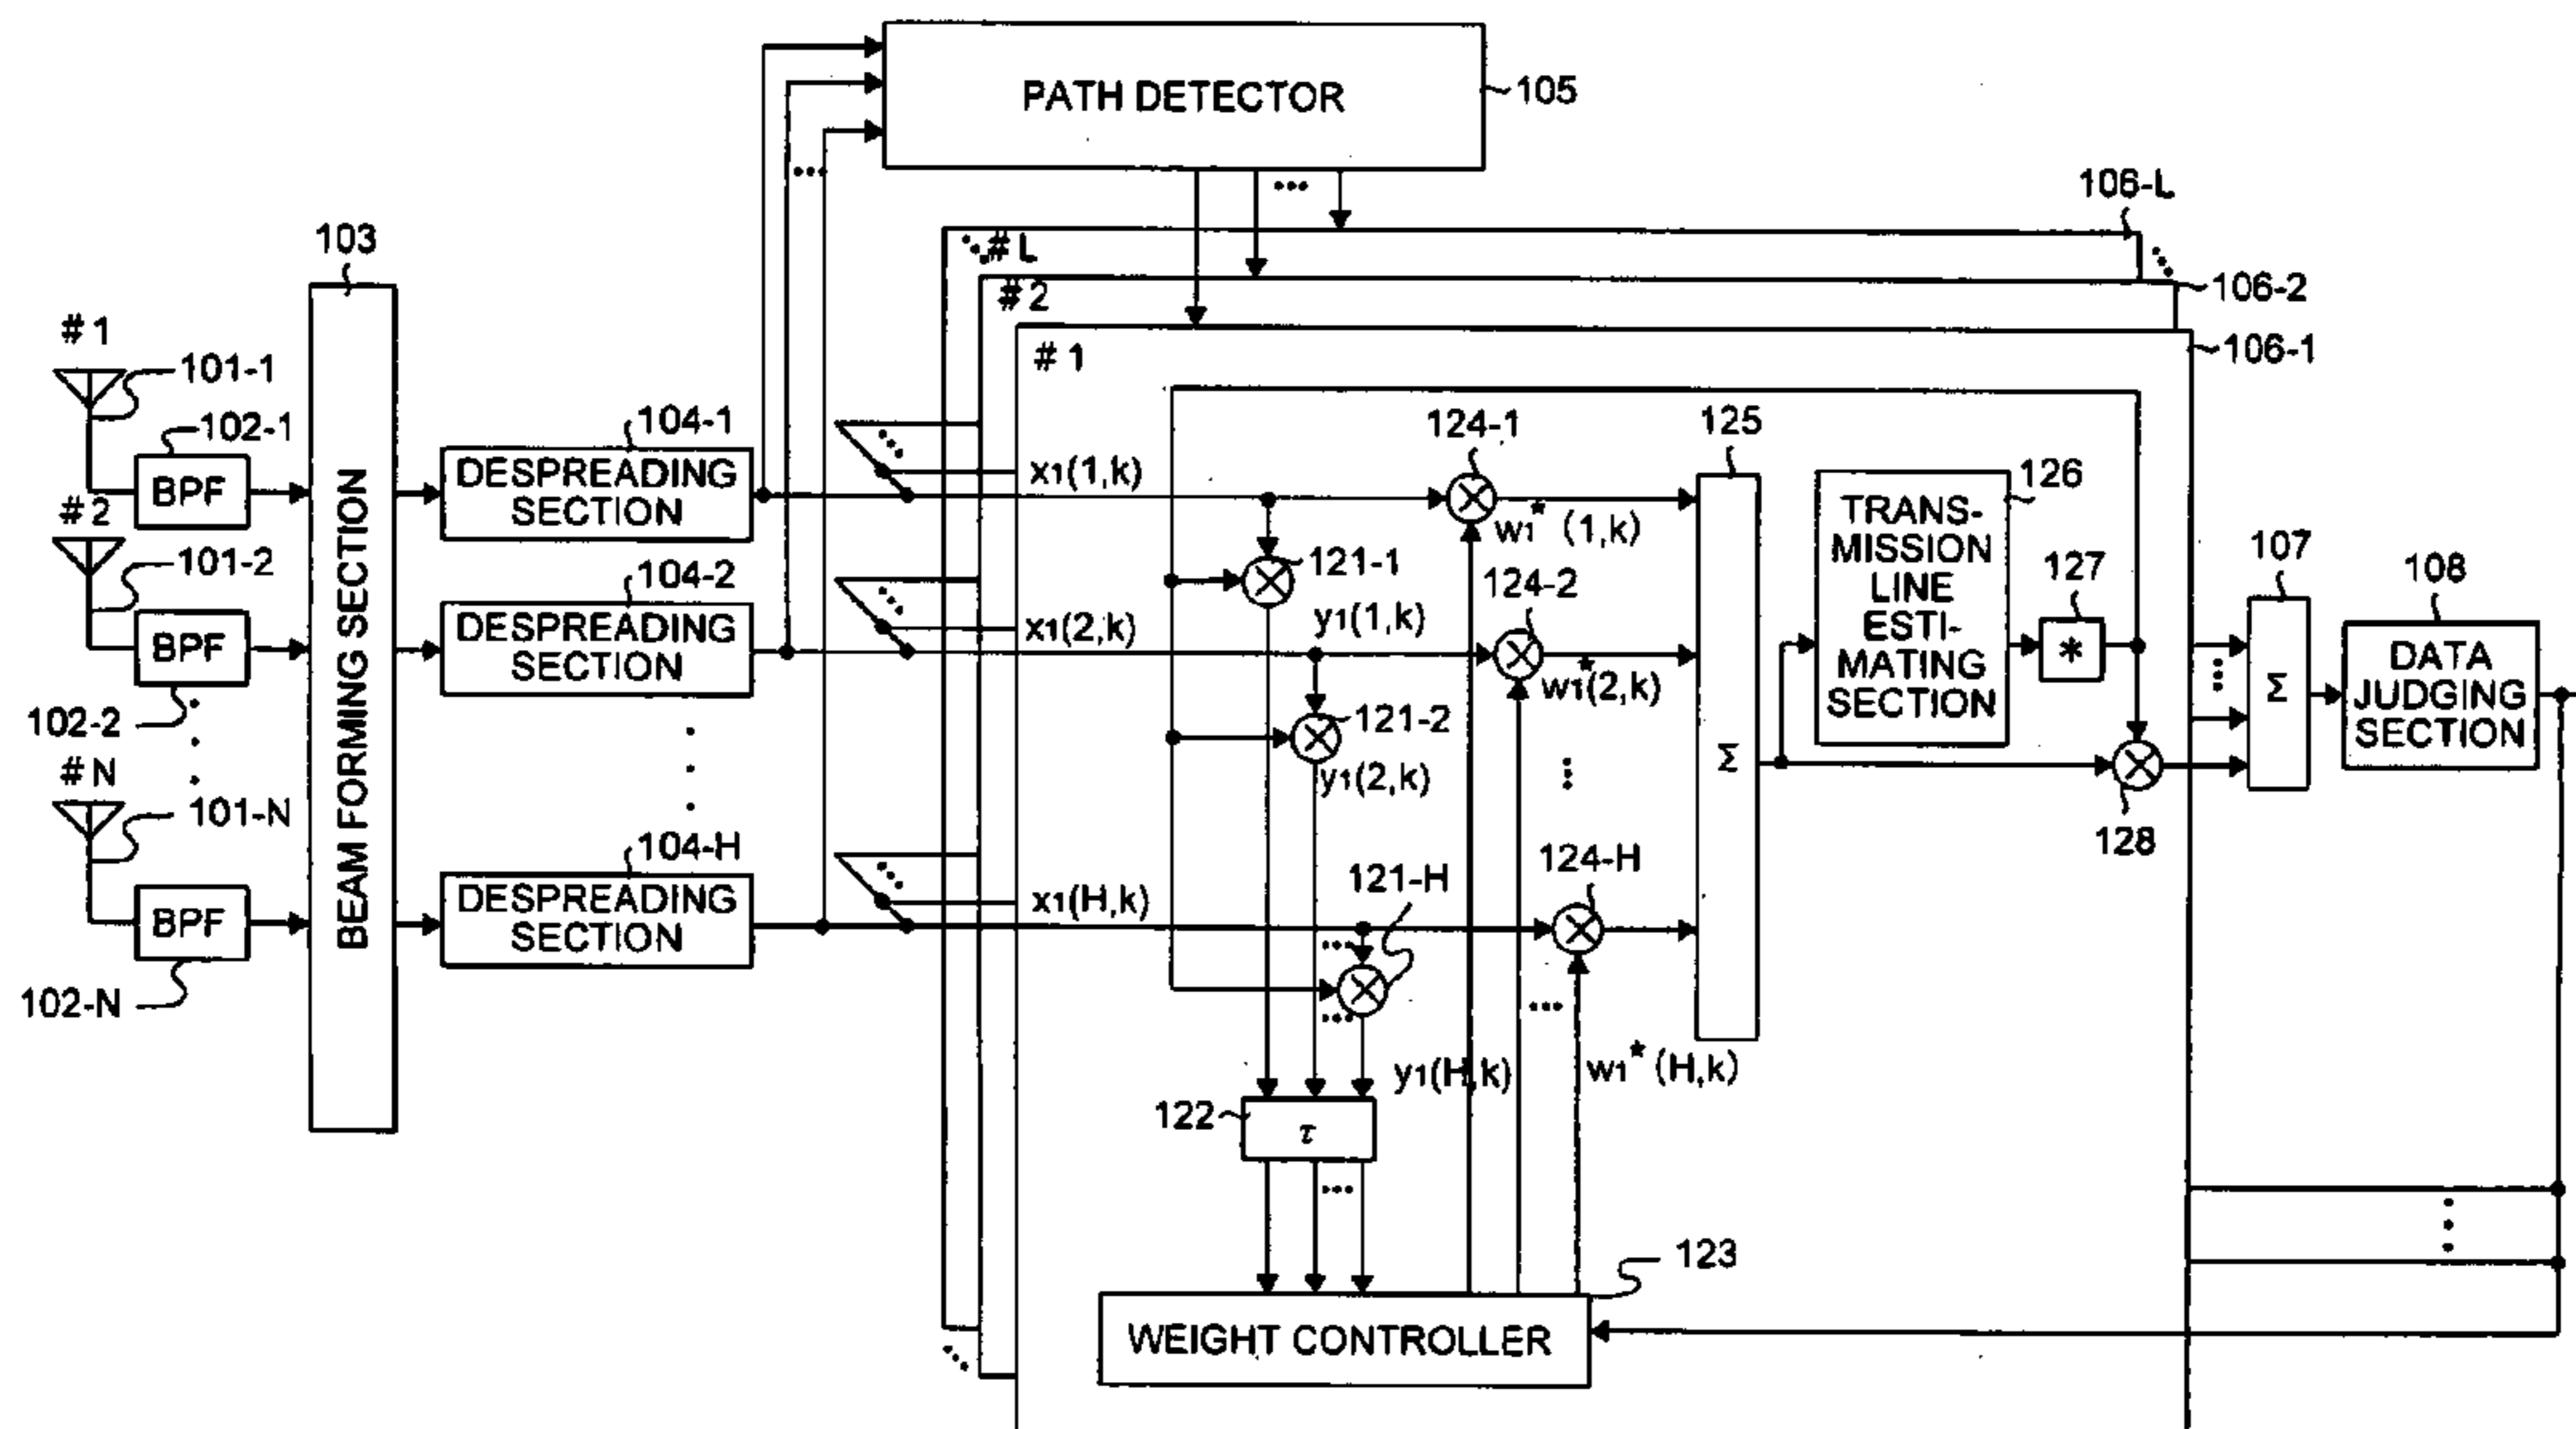 PATH DETECTOR
105
106-L
103
# L
# 2
106-2
# 1
106-1
# 1
101-1
102-1
BPF
# 2
101-2
BPF
102-2
# N
101-N
BPF
102-N
BEAM FORMING SECTION
104-1
DESPREADING
SECTION
104-2
DESPREADING
SECTION
104-H
DESPREADING
SECTION
x1(1,k)
x1(2,k)
x1(H,k)
121-1
y1(1,k)
121-2
y1(2,k)
121-H
y1(H,k)
124-1
w1* (1,k)
124-2
w1*(2,k)
124-H
w1* (H,k)
125
Σ
126
TRANS-
MISSION
LINE
ESTI-
MATING
SECTION
127
*
128
107
Σ
108
DATA
JUDGING
SECTION
122
τ
123
WEIGHT CONTROLLER